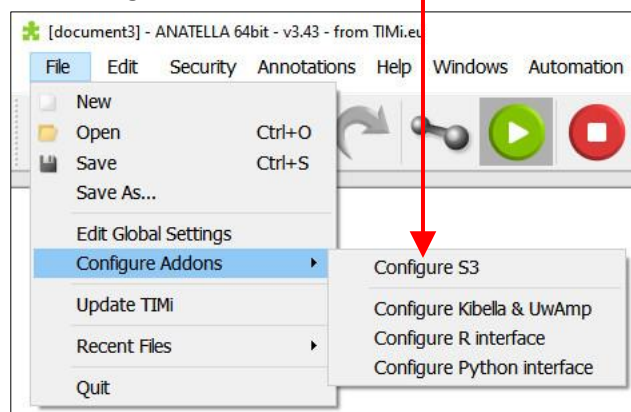 [document3] - ANATELLA 64bit - v3.43 - from TIMi.eu
File Edit Security Annotations Help Windows Automation
New
Open Ctrl+O
Save Ctrl+S
Save As...
Edit Global Settings
Configure Addons
Configure S3
Update TIMi
Configure Kibella & UwAmp
Recent Files
Configure R interface
Configure Python interface
Quit